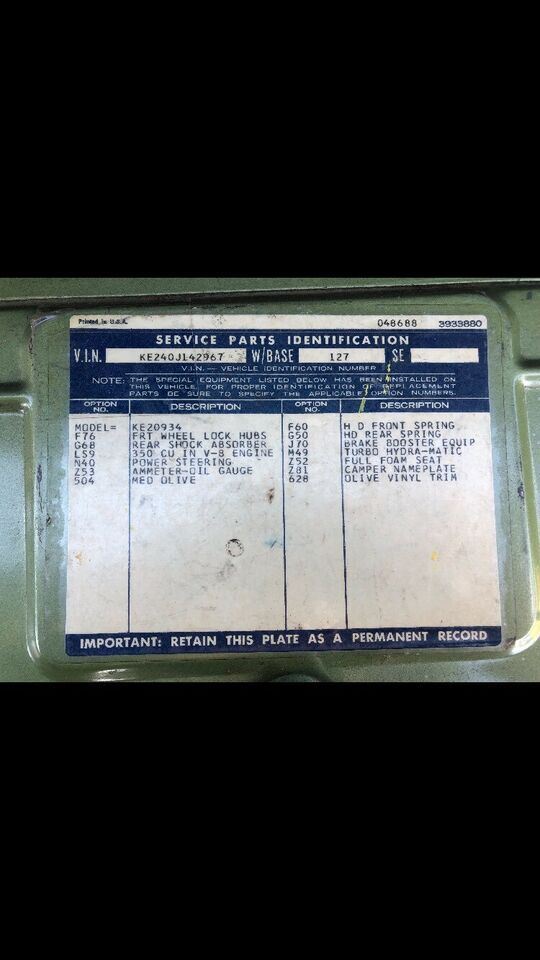 Printed in U.S.A.
048688 3933880
SERVICE PARTS IDENTIFICATION
V.I.N. KE240J142967 W/BASE 127 SE
V.I.N. — VEHICLE IDENTIFICATION NUMBER
NOTE: THE SPECIAL EQUIPMENT LISTED BELOW HAS BEEN INSTALLED ON
THIS VEHICLE. FOR PROPER IDENTIFICATION OF REPLACEMENT
PARTS BE SURE TO SPECIFY THE APPLICABLE OPTION NUMBERS.
OPTION NO. DESCRIPTION OPTION NO. DESCRIPTION
MODEL= KE20934 F60 H D FRONT SPRING
F76 FRT WHEEL LOCK HUBS G50 HD REAR SPRING
G68 REAR SHOCK ABSORBER J70 BRAKE BOOSTER EQUIP
LS9 350 CU IN V-8 ENGINE M49 TURBO HYDRA-MATIC
N40 POWER STEERING Z52 FULL FOAM SEAT
Z53 AMMETER-OIL GAUGE Z81 CAMPER NAMEPLATE
504 MED OLIVE 628 OLIVE VINYL TRIM
IMPORTANT: RETAIN THIS PLATE AS A PERMANENT RECORD